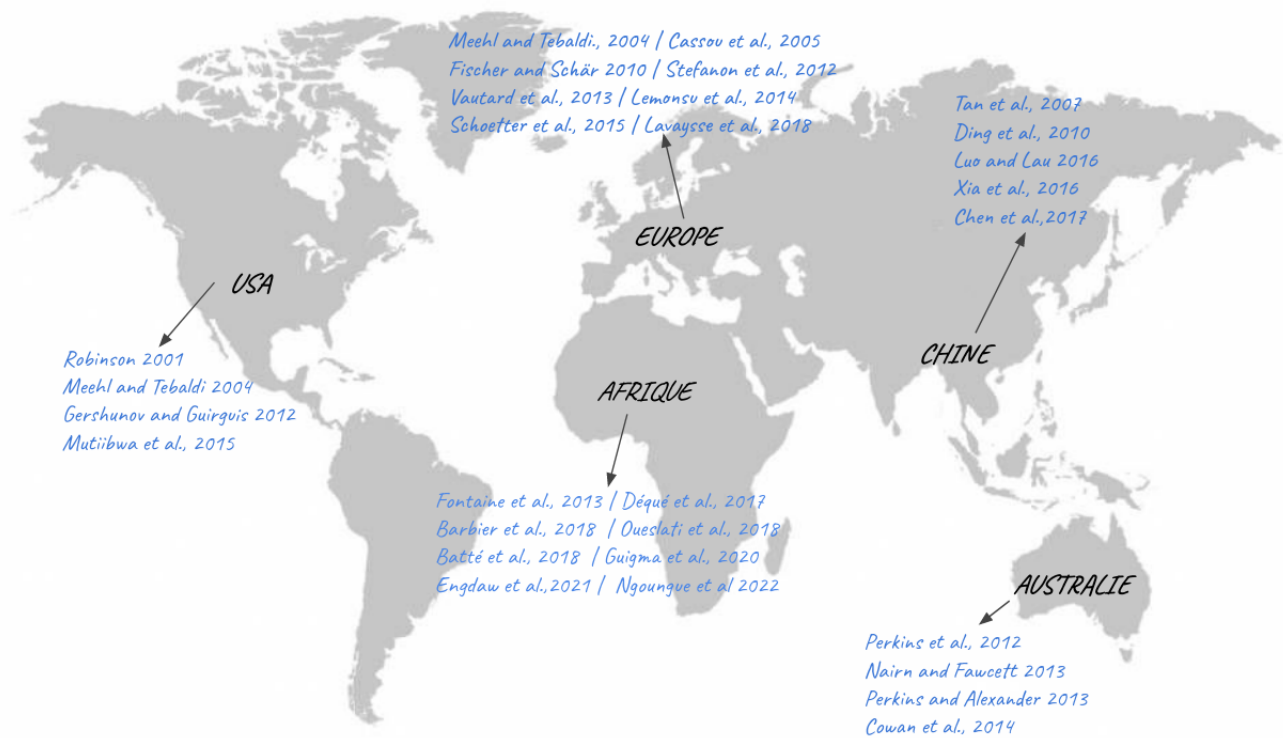 Meehl and Tebaldi., 2004 / Cassou et al., 2005
Fischer and Schär 2010 / Stefanon et al., 2012
Vautard et al., 2013 / Lemonsu et al., 2014
Schoetter et al., 2015 / Lavaysse et al., 2018
EUROPE
Tan et al., 2007
Ding et al., 2010
Luo and Lau 2016
Xia et al., 2016
Chen et al.,2017
CHINE
USA
Robinson 2001
Meehl and Tebaldi 2004
Gershunov and Guirguis 2012
Mutiibwa et al., 2015
AFRIQUE
Fontaine et al., 2013 / Déqué et al., 2017
Barbier et al., 2018 / Oueslati et al., 2018
Batté et al., 2018 / Guigma et al., 2020
Engdaw et al.,2021 / Ngoungue et al 2022
AUSTRALIE
Perkins et al., 2012
Nairn and Fawcett 2013
Perkins and Alexander 2013
Cowan et al., 2014